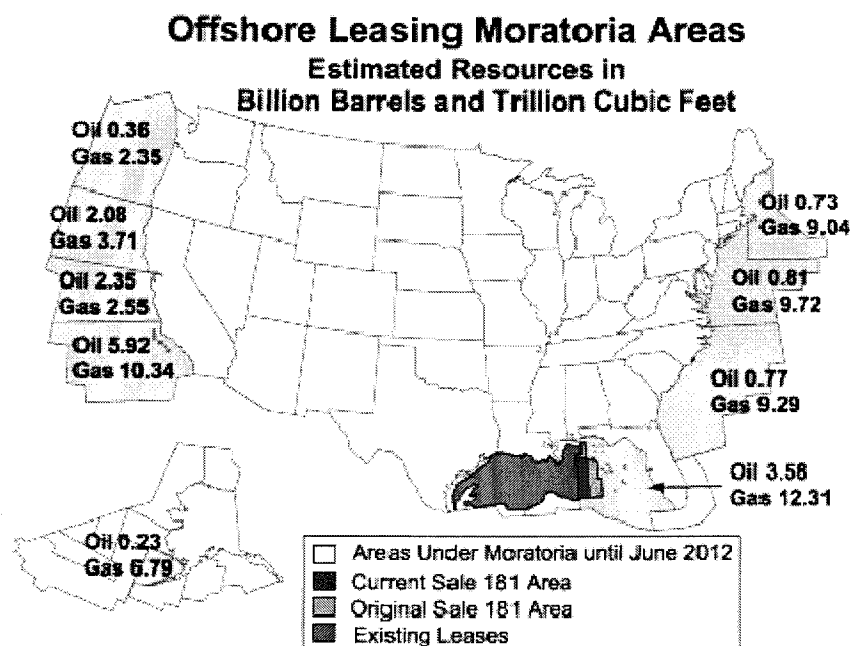 Offshore Leasing Moratoria Areas
Estimated Resources in
Billion Barrels and Trillion Cubic Feet
Oil 0.36
Gas 2.35
Oil 2.08
Gas 3.71
Oil 2.35
Gas 2.55
Oil 5.92
Gas 10.34
Oil 0.73
Gas 9.04
Oil 0.81
Gas 9.72
Oil 0.77
Gas 9.29
Oil 3.58
Gas 12.31
Oil 0.23
Gas 6.79
Areas Under Moratoria until June 2012
Current Sale 181 Area
Original Sale 181 Area
Existing Leases